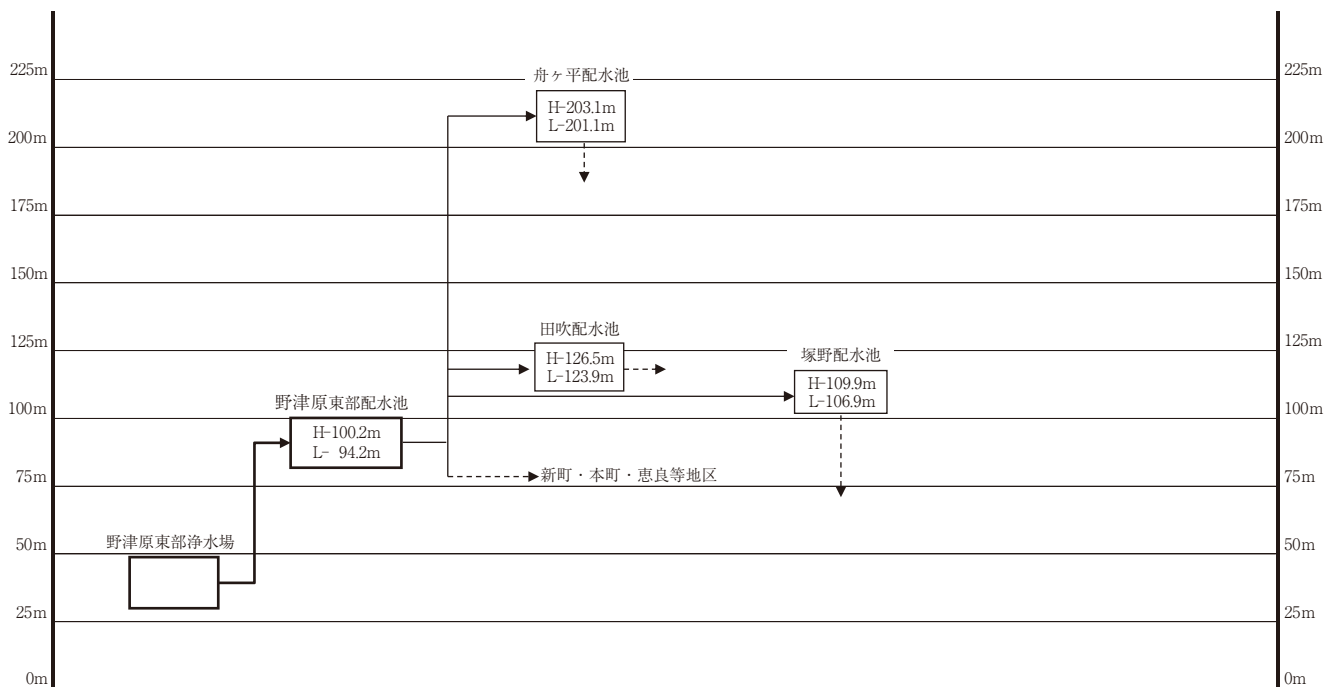 225m
225m
舟ヶ平配水池
H-203.1m
L-201.1m
200m
200m
175m
175m
150m
150m
田吹配水池
125m
125m
H-126.5m
L-123.9m
塚野配水池
H-109.9m
L-106.9m
野津原東部配水池
100m
100m
H-100.2m
L- 94.2m
75m
新町・本町・恵良等地区
75m
野津原東部浄水場
50m
50m
25m
25m
0m
0m